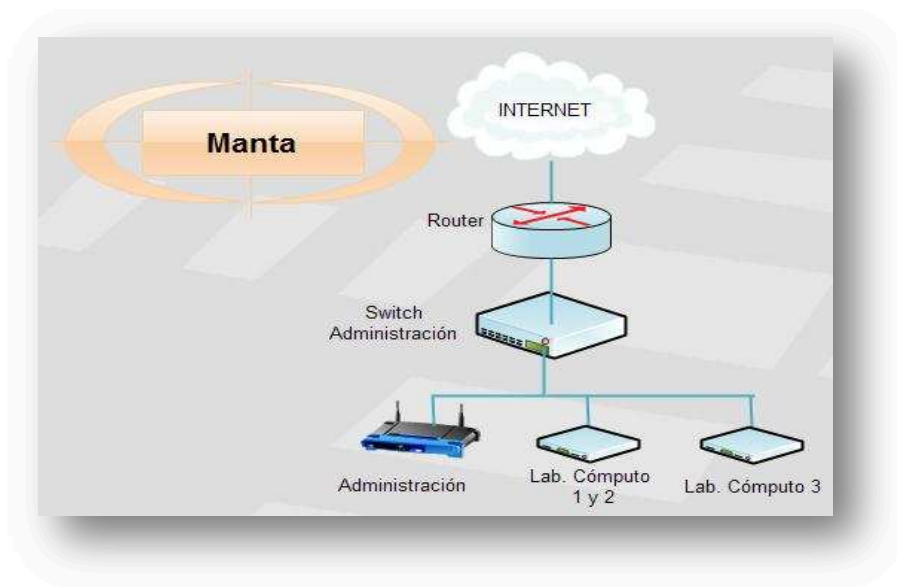 Manta
INTERNET
Router
Switch
Administración
Administración
Lab. Cómputo
1 y 2
Lab. Cómputo 3